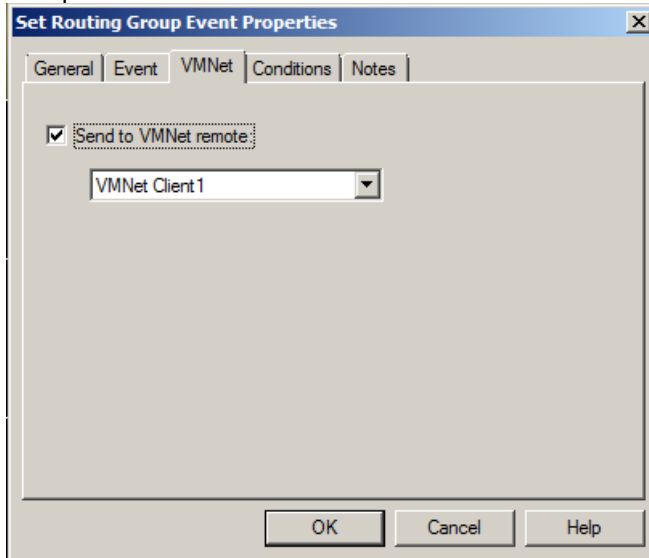 Set Routing Group Event Properties
General Event VMNet Conditions Notes
Send to VMNet remote:
VMNet Client1
OK Cancel Help